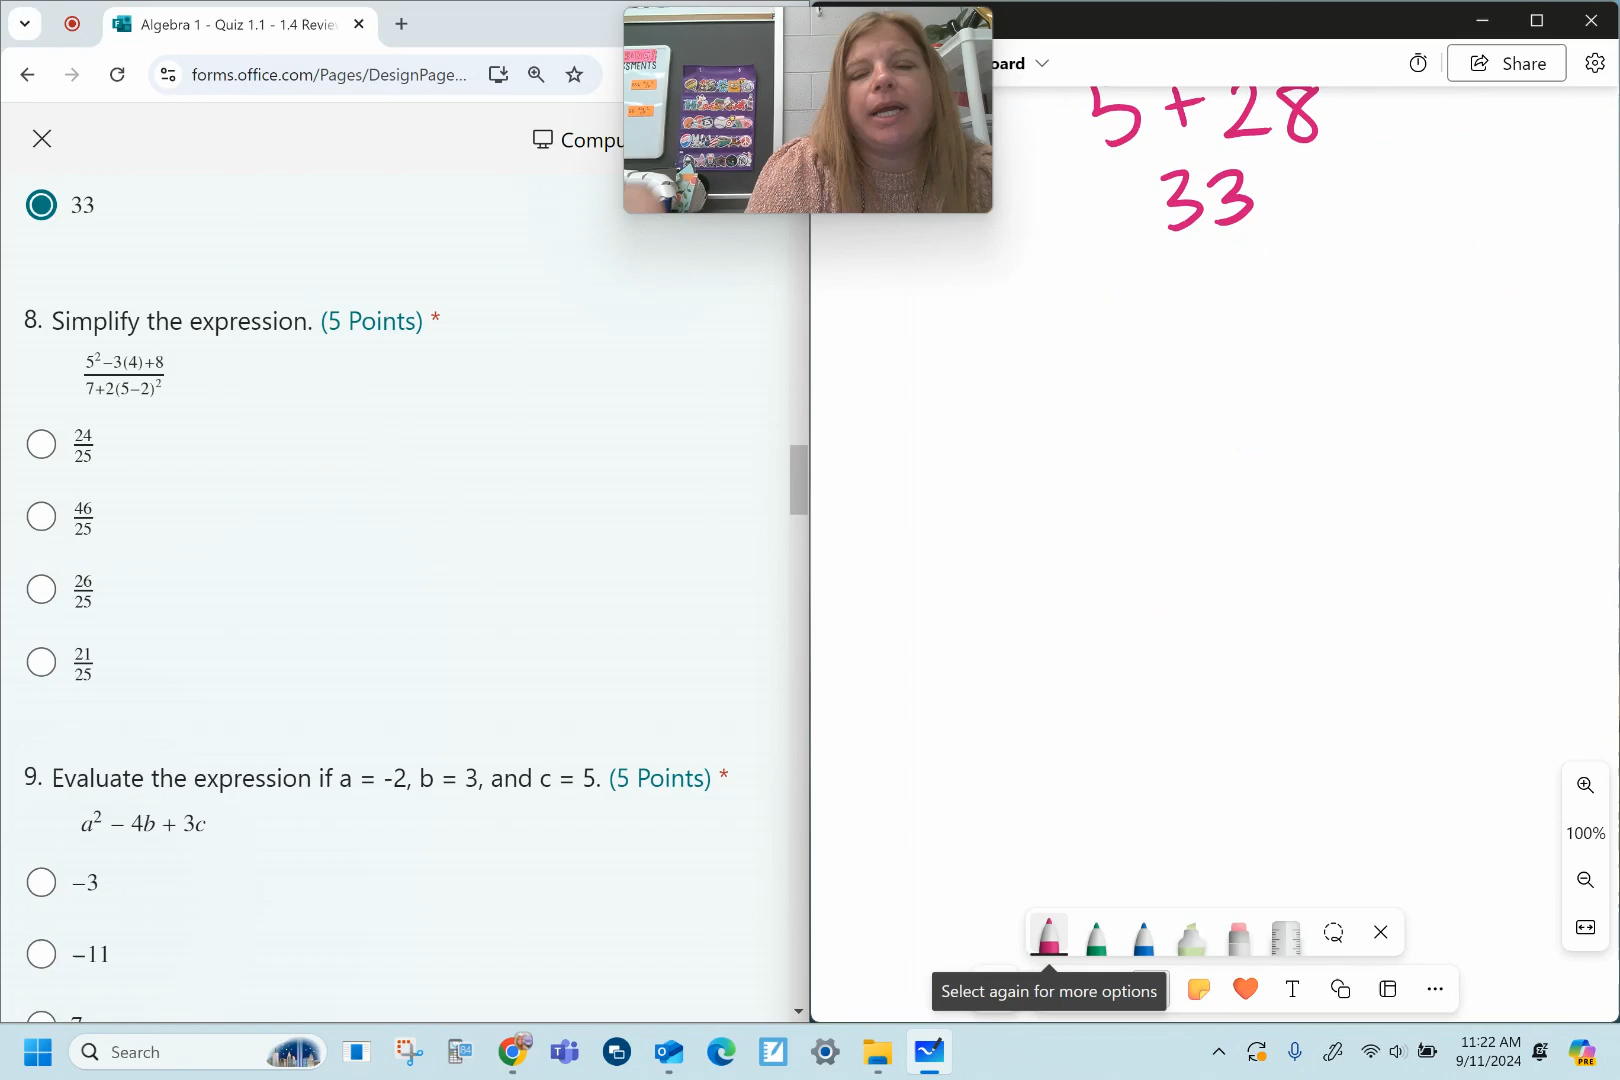 Algebra 1 - Quiz 1.1 - 1.4 Revie
forms.office.com/Pages/DesignPage...
Compu
SMENTS
oard
Share
5 + 28
33
33
8. Simplify the expression. (5 Points) *
5² − 3(4) + 8
7 + 2(5 − 2)²
24
25
46
25
26
25
21
25
9. Evaluate the expression if a = -2, b = 3, and c = 5. (5 Points) *
a² − 4b + 3c
−3
−11
100%
Select again for more options
T
Search
11:22 AM
9/11/2024
PRE